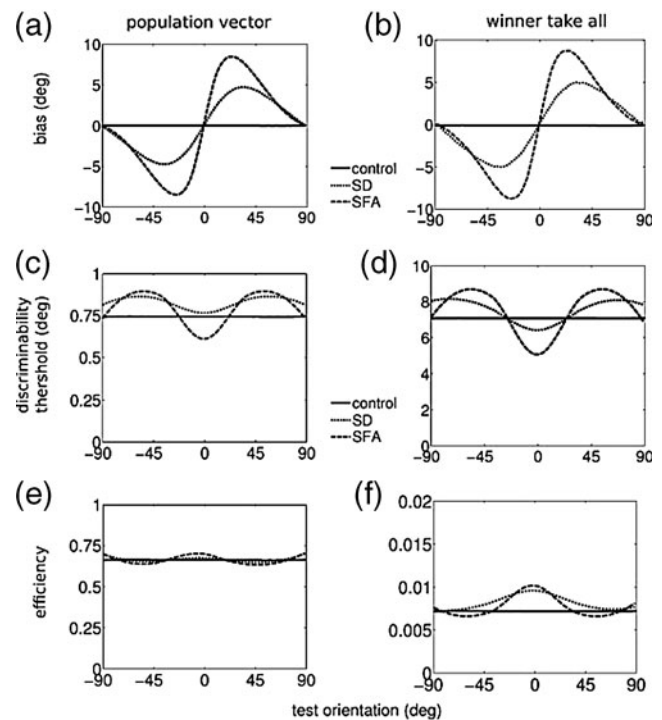 population vector
winner take all
(a)
(b)
bias (deg)
10
5
0
-5
-10
-90 -45 0 45 90
control
SD
SFA
10
5
0
-5
-10
-90 -45 0 45 90
(c)
(d)
discriminability
thershold (deg)
1
0.75
0.5
0.25
0
-90 -45 0 45 90
control
SD
SFA
10
8
6
4
2
0
-90 -45 0 45 90
(e)
(f)
efficiency
1
0.75
0.5
0.25
0
-90 -45 0 45 90
0.02
0.015
0.01
0.005
0
-90 -45 0 45 90
test orientation (deg)